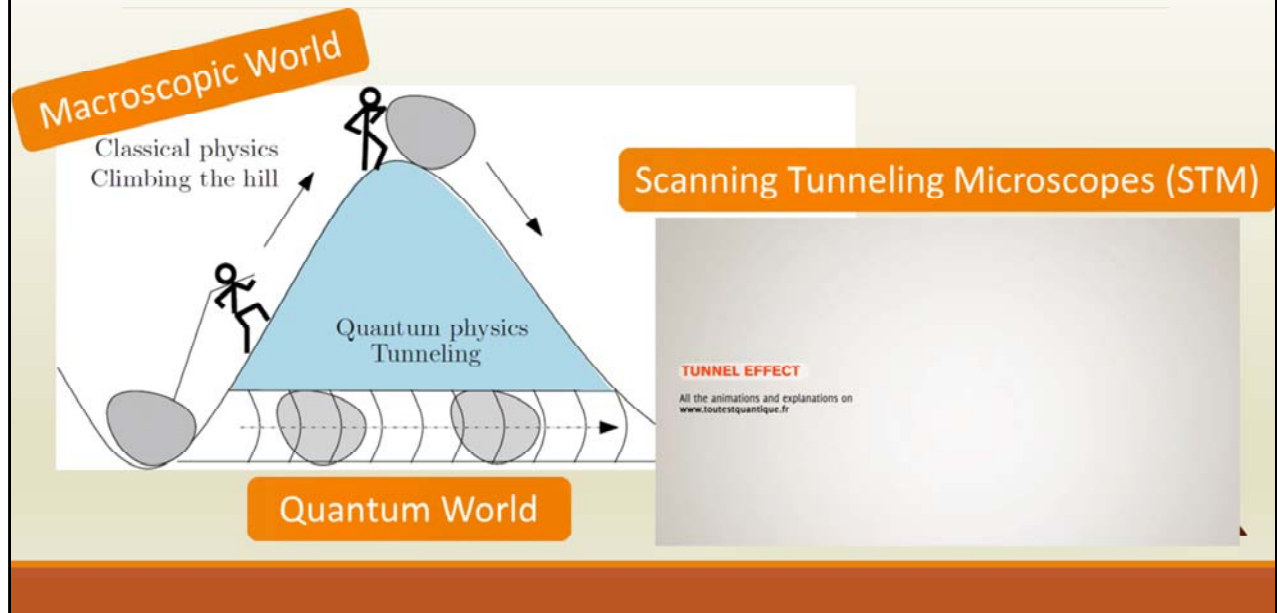 Macroscopic World
Classical physics
Climbing the hill
Quantum physics
Tunneling
Quantum World
Scanning Tunneling Microscopes (STM)
TUNNEL EFFECT
All the animations and explanations on
www.toutestquantique.fr